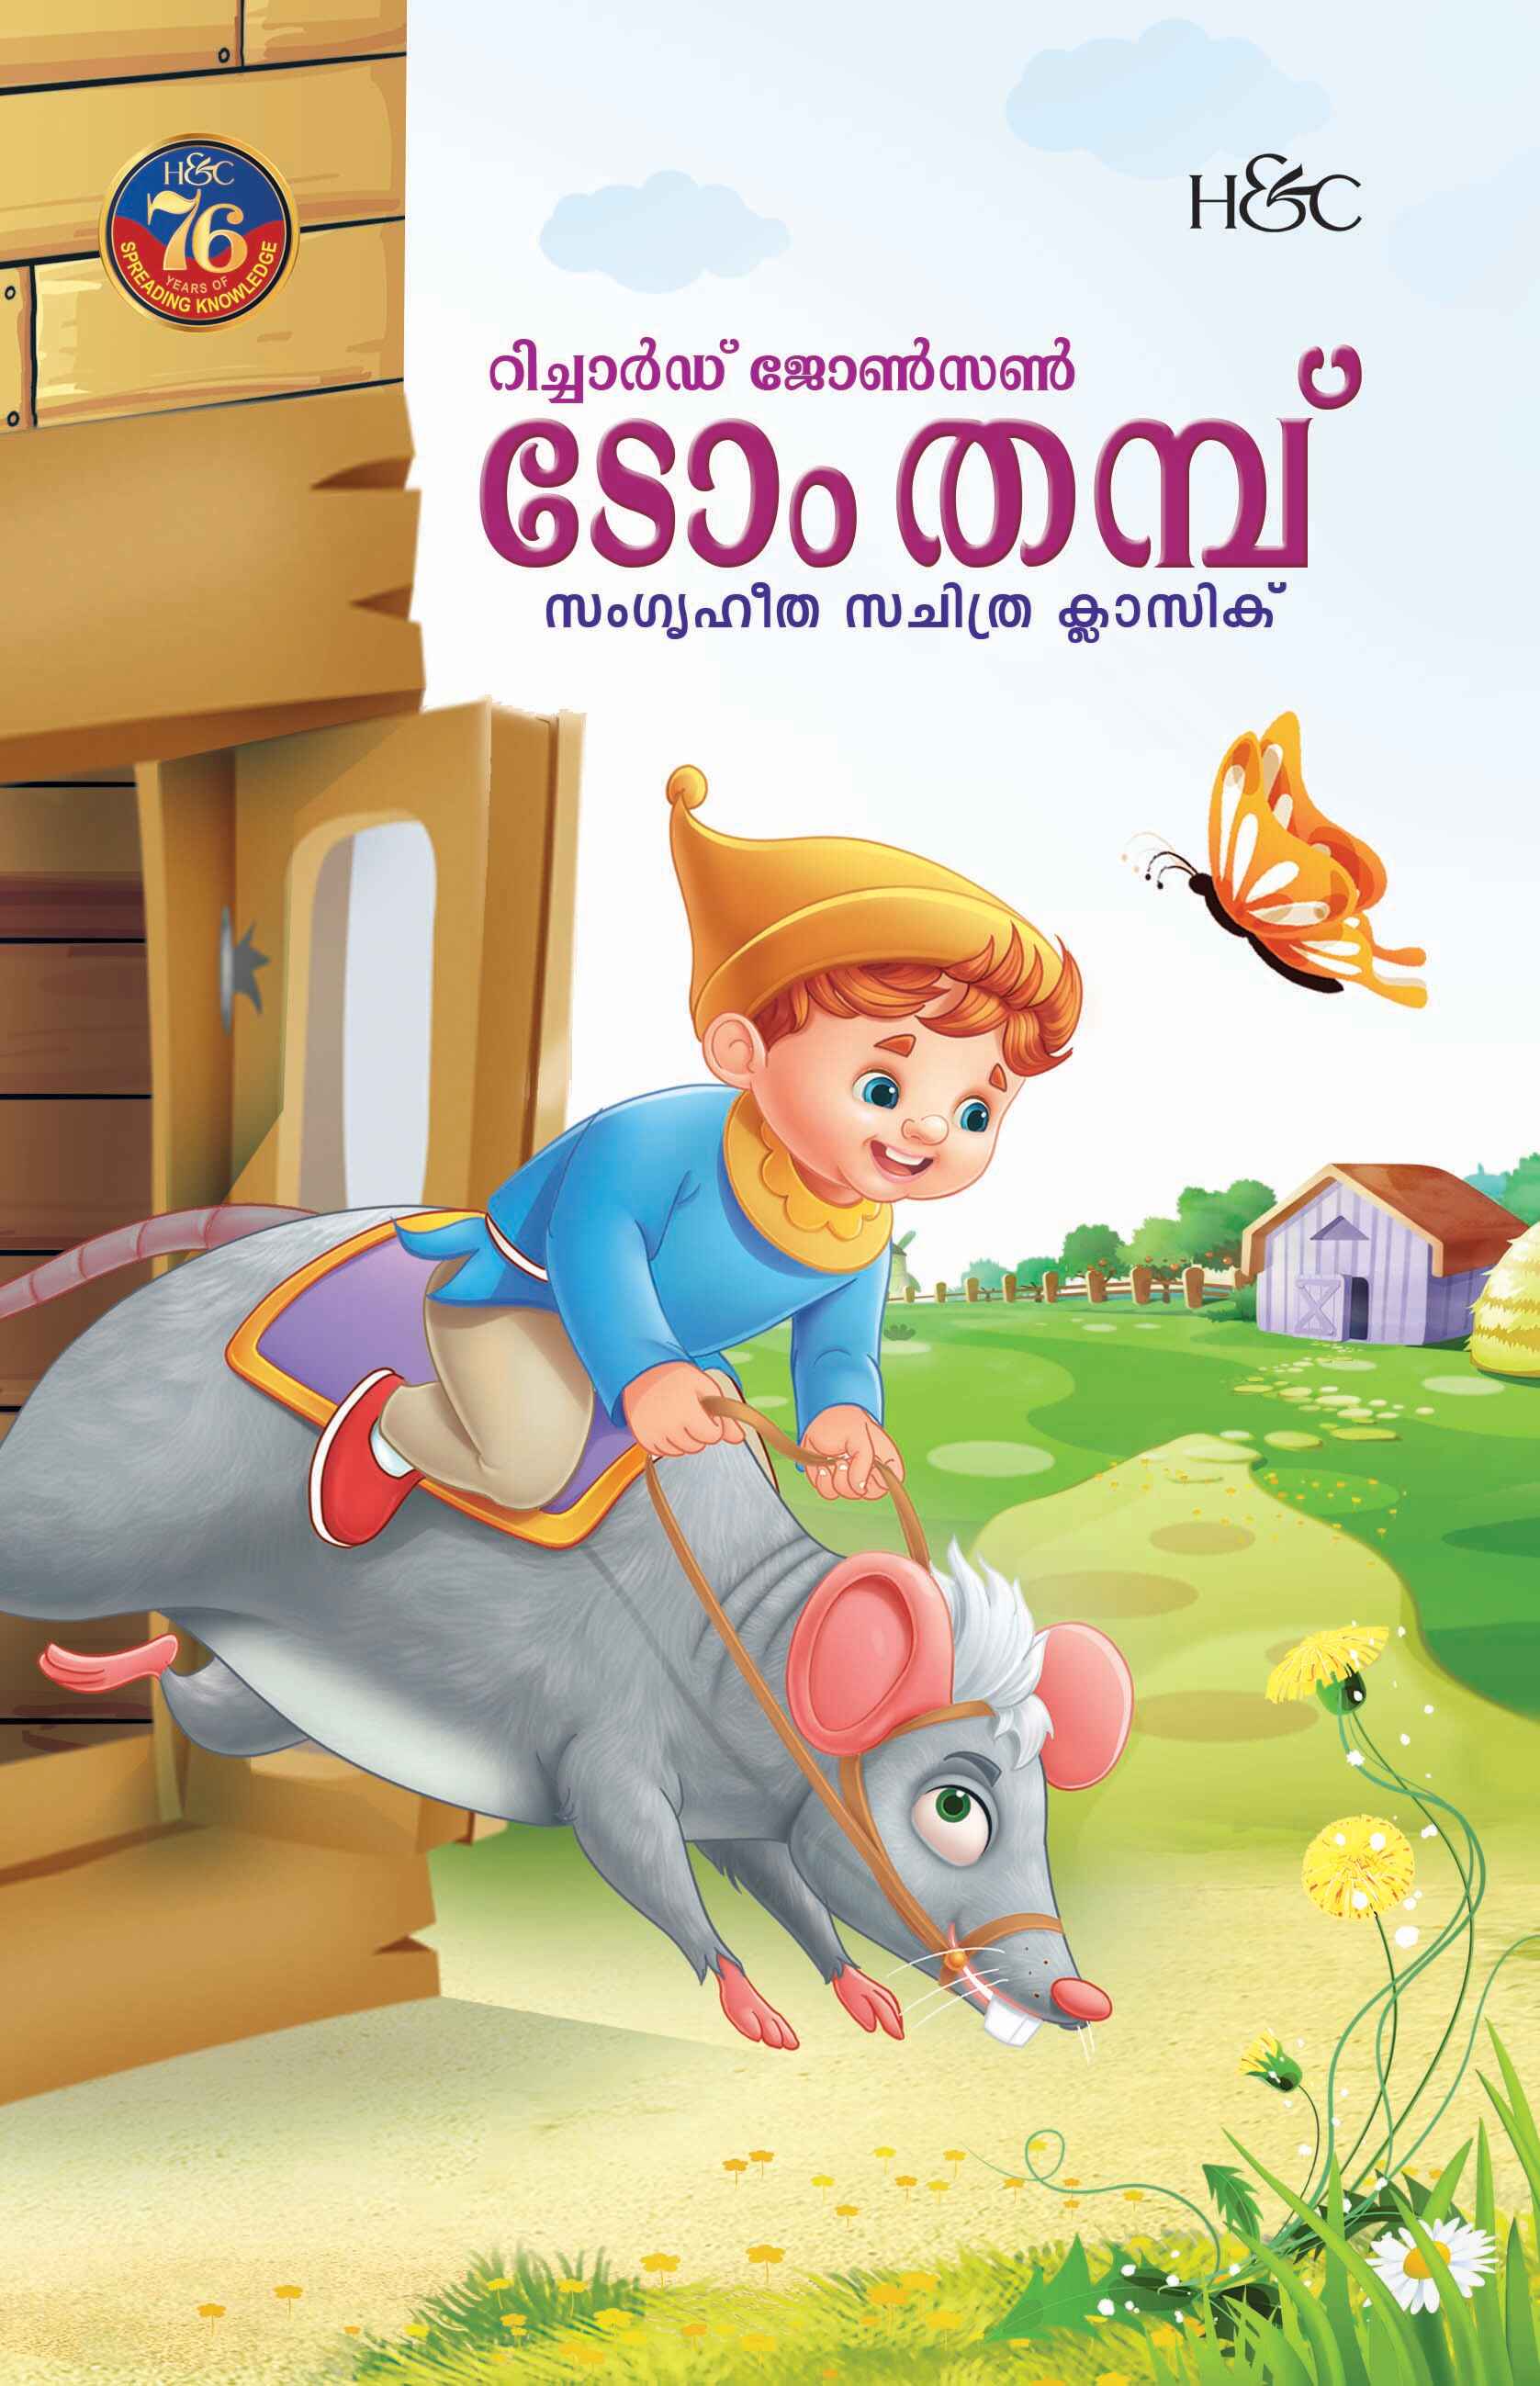 H&C
76
YEARS OF
SPREADING KNOWLEDGE
H&C
റിച്ചാർഡ് ജോൺസൺ
ടോം തമ്പ്
സംഗൃഹീത സചിത്ര ക്ലാസിക്